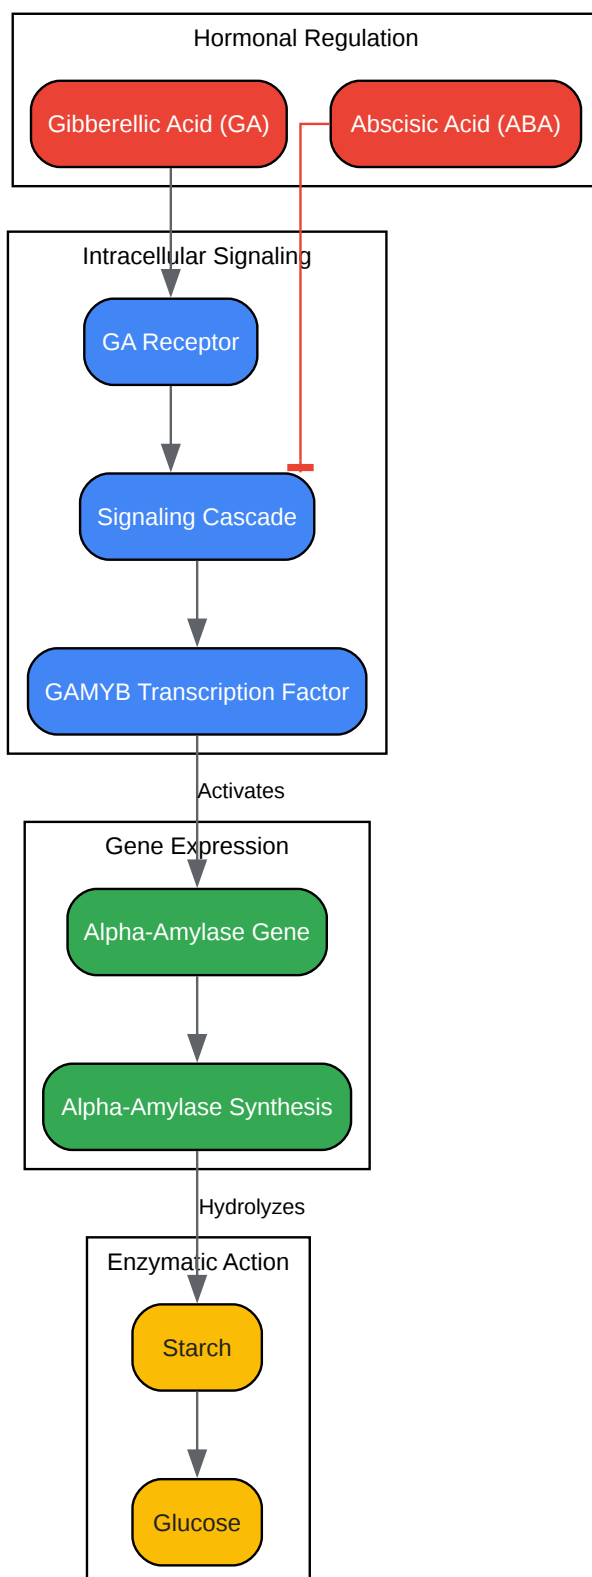 Hormonal Regulation
Gibberellic Acid (GA)
Abscisic Acid (ABA)
Intracellular Signaling
GA Receptor
Signaling Cascade
GAMYB Transcription Factor
Activates
Gene Expression
Alpha-Amylase Gene
Alpha-Amylase Synthesis
Hydrolyzes
Enzymatic Action
Starch
Glucose